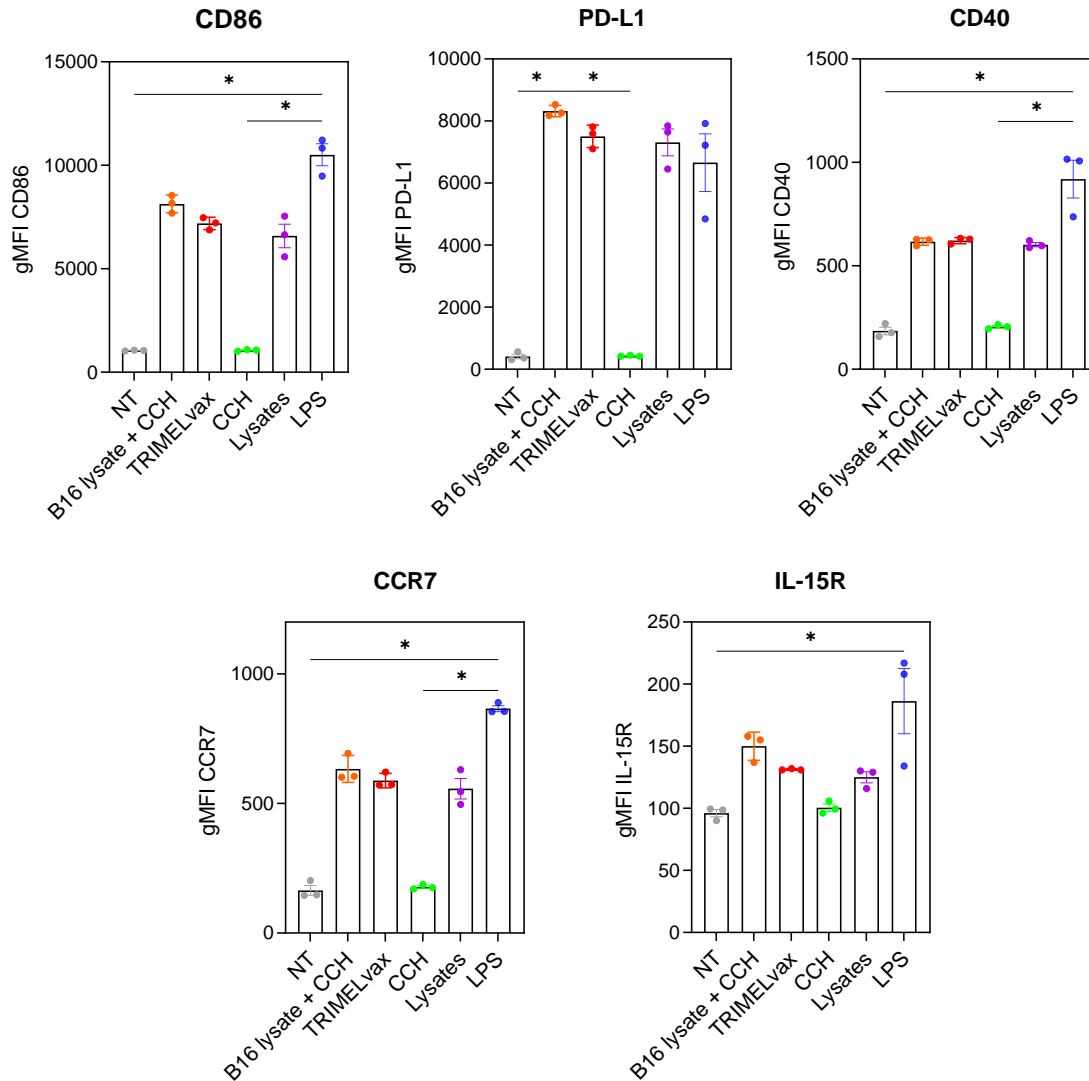 CD86
15000
10000
5000
0
gMFI CD86
*
*
NT
B16 lysate + CCH
TRIMELvax
CCH
Lysates
LPS
PD-L1
10000
8000
6000
4000
2000
0
gMFI PD-L1
* *
NT
B16 lysate + CCH
TRIMELvax
CCH
Lysates
LPS
CD40
1500
1000
500
0
gMFI CD40
*
*
NT
B16 lysate + CCH
TRIMELvax
CCH
Lysates
LPS
CCR7
1000
500
0
gMFI CCR7
*
*
NT
B16 lysate + CCH
TRIMELvax
CCH
Lysates
LPS
IL-15R
250
200
150
100
50
0
gMFI IL-15R
*
NT
B16 lysate + CCH
TRIMELvax
CCH
Lysates
LPS